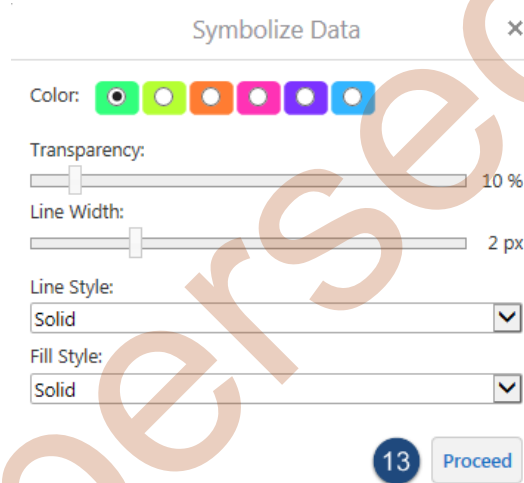 Symbolize Data ×
Color:
Transparency:
10 %
Line Width:
2 px
Line Style:
Solid
Fill Style:
Solid
13 Proceed